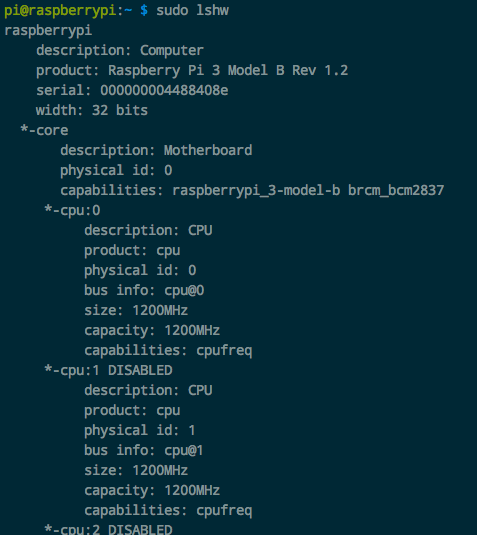 pi@raspberrypi:~ $ sudo lshw
raspberrypi
description: Computer
product: Raspberry Pi 3 Model B Rev 1.2
serial: 000000004488408e
width: 32 bits
*-core
description: Motherboard
physical id: 0
capabilities: raspberrypi_3-model-b brcm_bcm2837
*-cpu:0
description: CPU
product: cpu
physical id: 0
bus info: cpu@0
size: 1200MHz
capacity: 1200MHz
capabilities: cpufreq
*-cpu:1 DISABLED
description: CPU
product: cpu
physical id: 1
bus info: cpu@1
size: 1200MHz
capacity: 1200MHz
capabilities: cpufreq
*-cpu:2 DISABLED